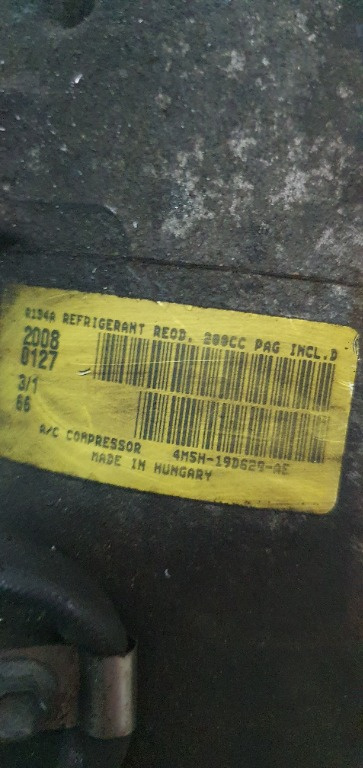 R134A REFRIGERANT REQD. 200CC PAG INCL.D
2008
0127
3/1
66
A/C COMPRESSOR 4M5H-19D629-AE
MADE IN HUNGARY